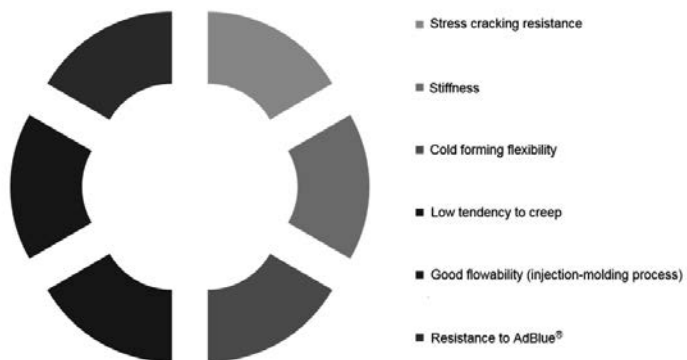 Stress cracking resistance
Stiffness
Cold forming flexibility
Low tendency to creep
Good flowability (injection-molding process)
Resistance to AdBlue®